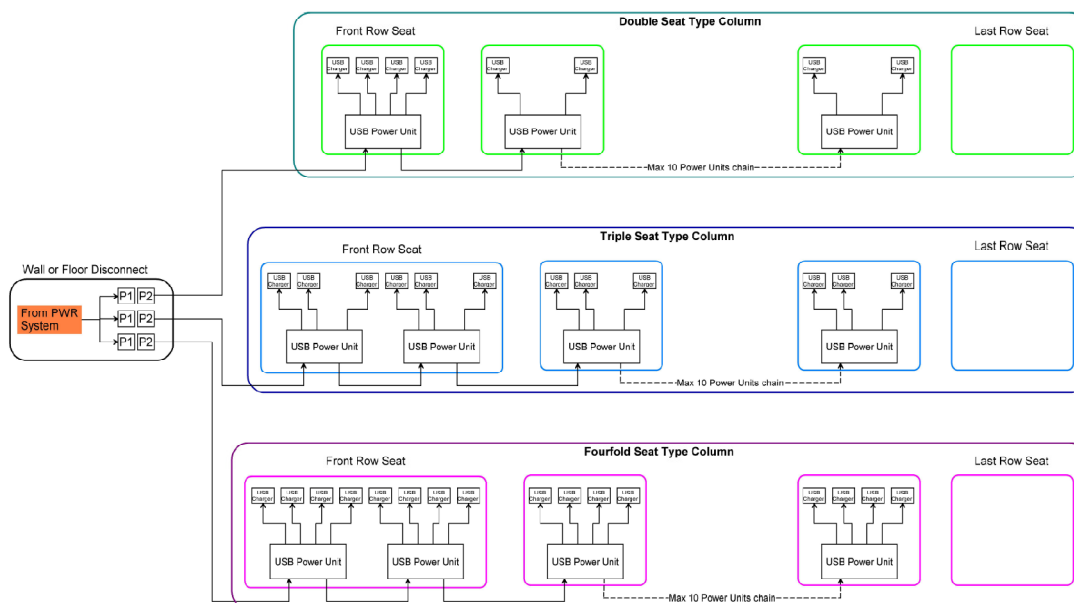 Double Seat Type Column
Front Row Seat
Last Row Seat
USB Charger USB Charger USB Charger USB Charger
USB Charger USB Charger
USB Charger USB Charger
USB Power Unit
USB Power Unit
USB Power Unit
Max 10 Power Units chain
Triple Seat Type Column
Front Row Seat
Last Row Seat
USB Charger USB Charger USB Charger USB Charger USB Charger USB Charger
USB Charger USB Charger USB Charger
USB Charger USB Charger USB Charger
USB Power Unit
USB Power Unit
USB Power Unit
USB Power Unit
Max 10 Power Units chain
Wall or Floor Disconnect
From PWR
System
P1 P2
P1 P2
P1 P2
Fourfold Seat Type Column
Front Row Seat
Last Row Seat
USB Charger USB Charger USB Charger USB Charger USB Charger USB Charger USB Charger USB Charger
USB Charger USB Charger USB Charger USB Charger
USB Charger USB Charger USB Charger USB Charger
USB Power Unit
USB Power Unit
USB Power Unit
USB Power Unit
Max 10 Power Units chain